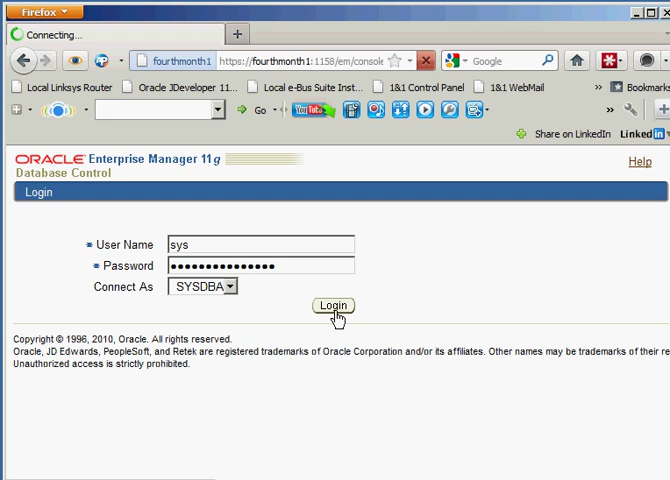 Firefox
Connecting...
fourthmonth1 https://fourthmonth1:1158/em/console Google
Local Linksys Router Oracle JDeveloper 11... Local e-Bus Suite Inst... 1&1 Control Panel 1&1 WebMail » Bookmarks
Go YouTube »
Share on LinkedIn Linkedin
ORACLE Enterprise Manager 11g
Database Control
Help
Login
* User Name sys
* Password •••••••••••••••
Connect As SYSDBA
Login
Copyright © 1996, 2010, Oracle. All rights reserved.
Oracle, JD Edwards, PeopleSoft, and Retek are registered trademarks of Oracle Corporation and/or its affiliates. Other names may be trademarks of their re
Unauthorized access is strictly prohibited.